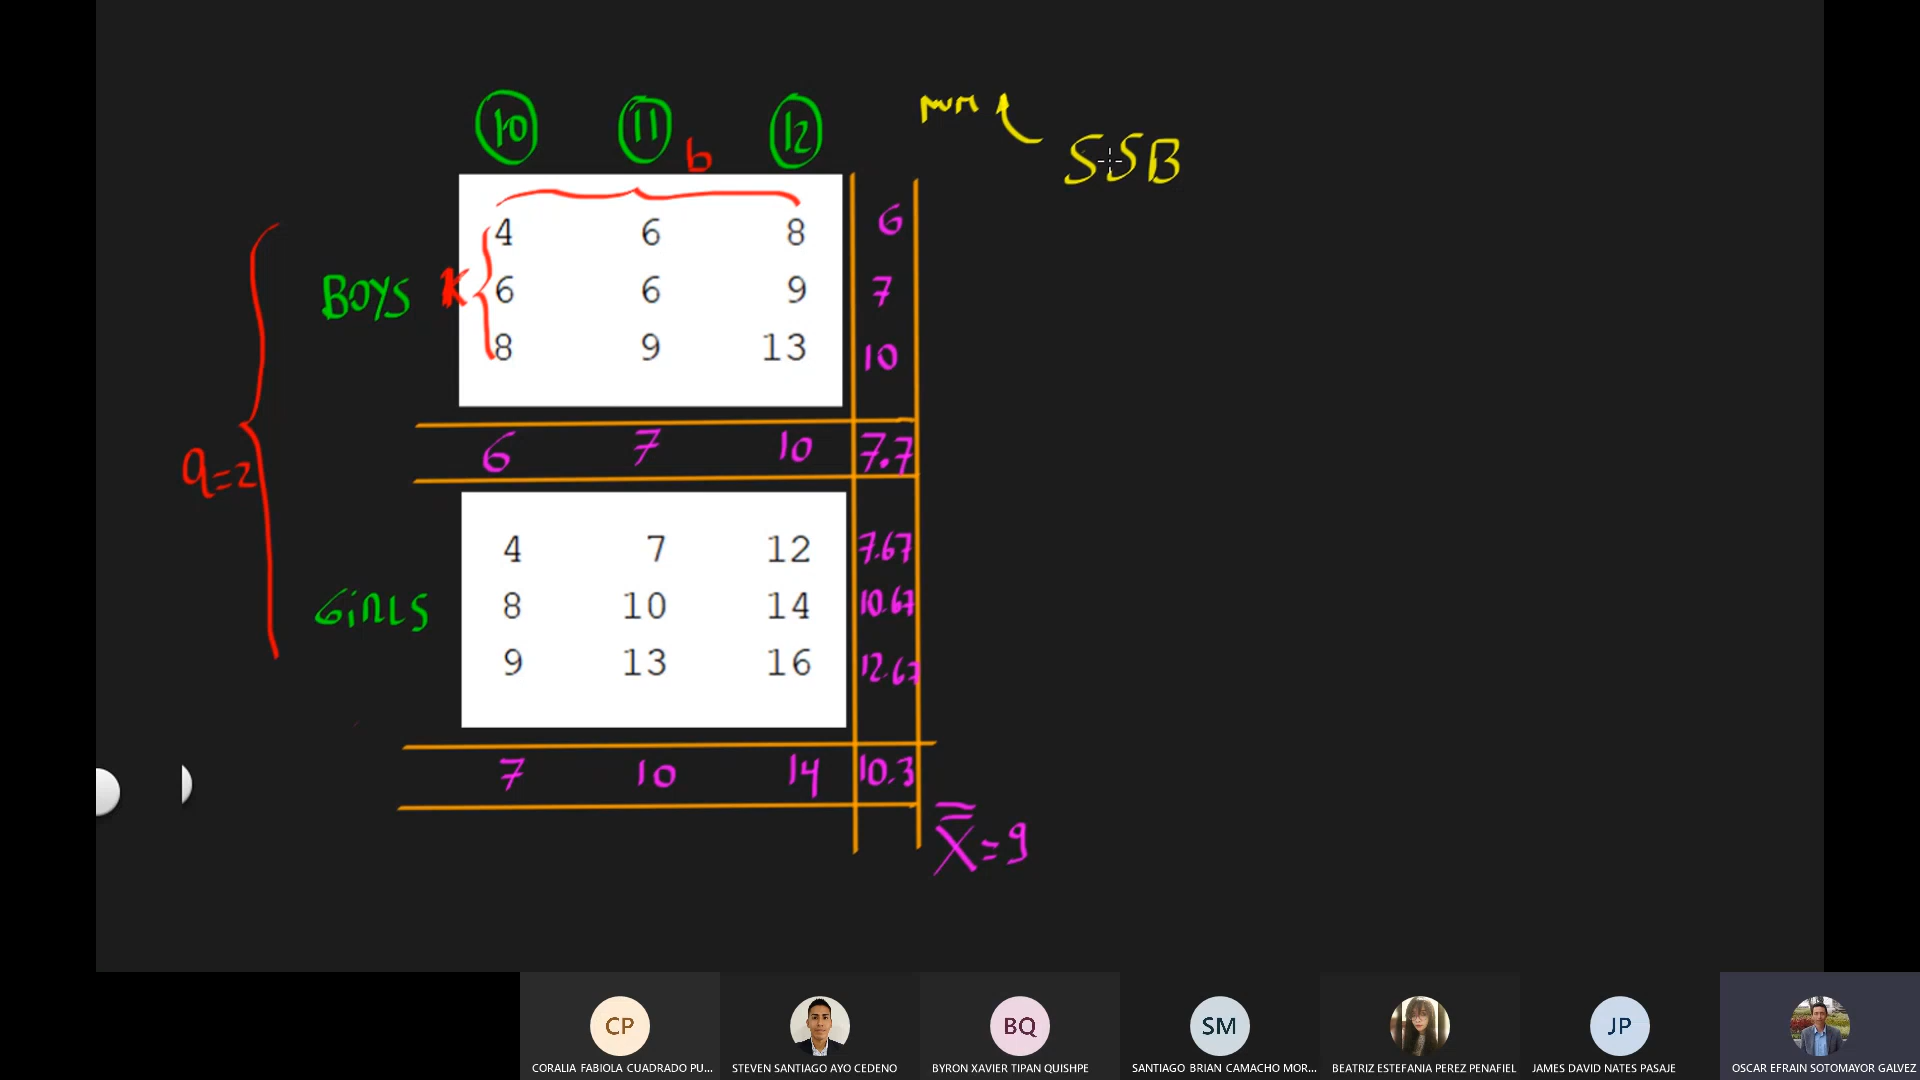 10 11 12
b
num
SSB
4 6 8 6
BOYS K 6 6 9 7
8 9 13 10
6 7 10 7.7
q=2
4 7 12 7.67
GiRLS 8 10 14 10.67
9 13 16 12.67
7 10 14 10.3
X=9
CP BQ SM JP
CORALIA FABIOLA CUADRADO PU... STEVEN SANTIAGO AYO CEDENO BYRON XAVIER TIPAN QUISHPE SANTIAGO BRIAN CAMACHO MOR... BEATRIZ ESTEFANIA PEREZ PENAFIEL JAMES DAVID NATES PASAJE OSCAR EFRAIN SOTOMAYOR GALVEZ